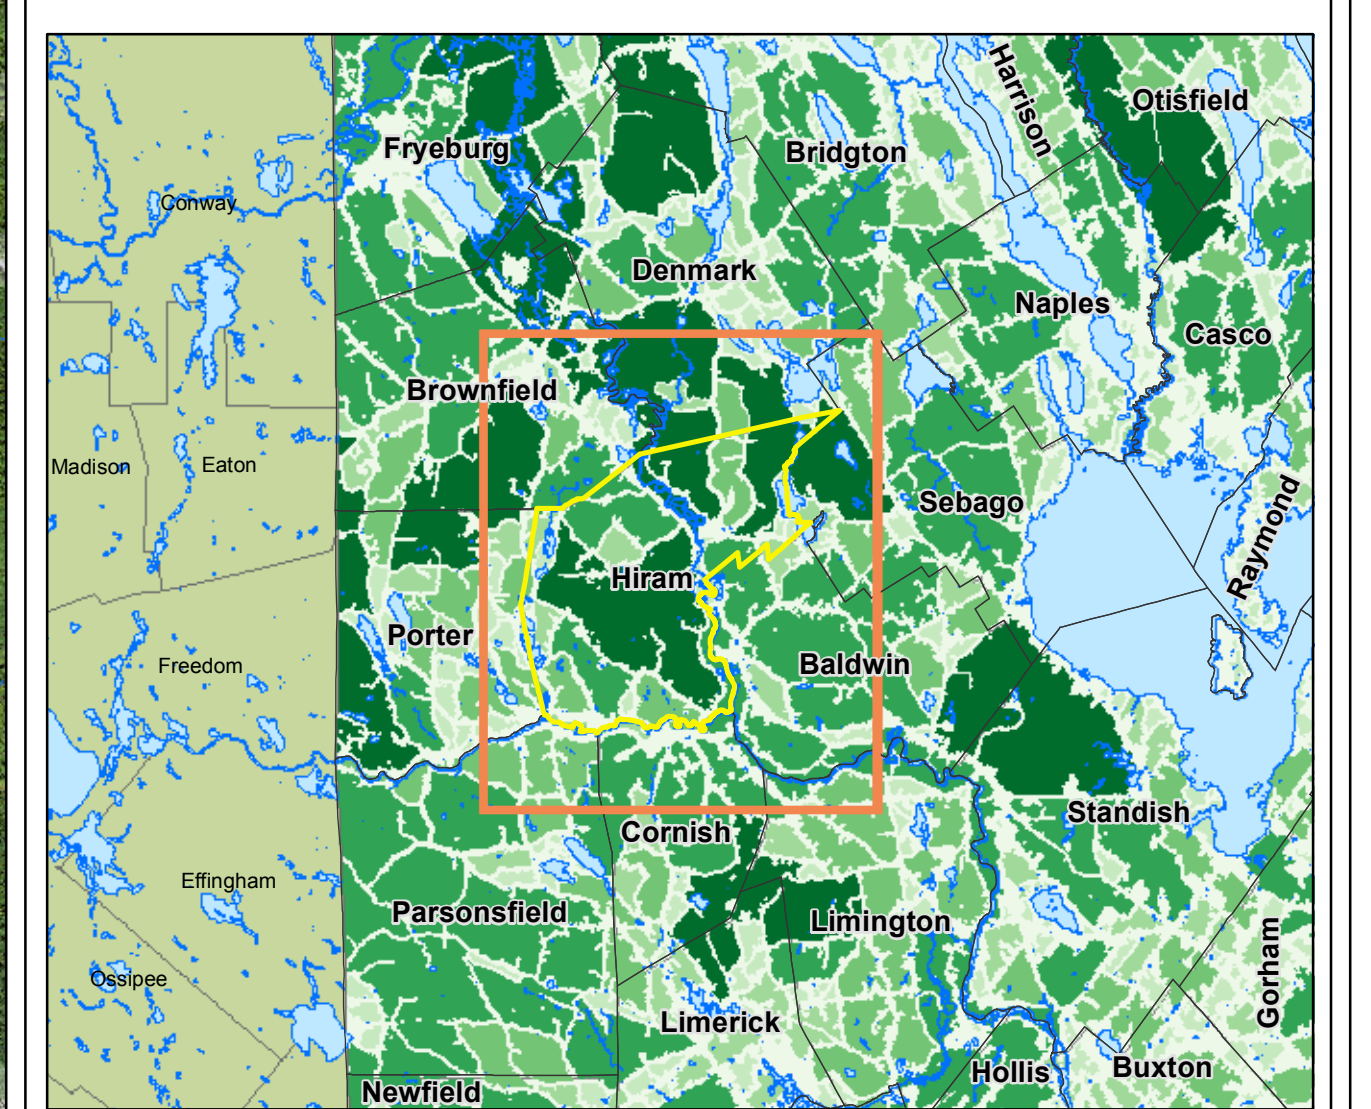 Harrison
Otisfield
Fryeburg
Bridgton
Conway
Denmark
Naples
Casco
Brownfield
Madison
Eaton
Sebago
Raymond
Hiram
Porter
Freedom
Baldwin
Standish
Cornish
Effingham
Parsonsfield
Limington
Gorham
Ossipee
Limerick
Hollis
Buxton
Newfield